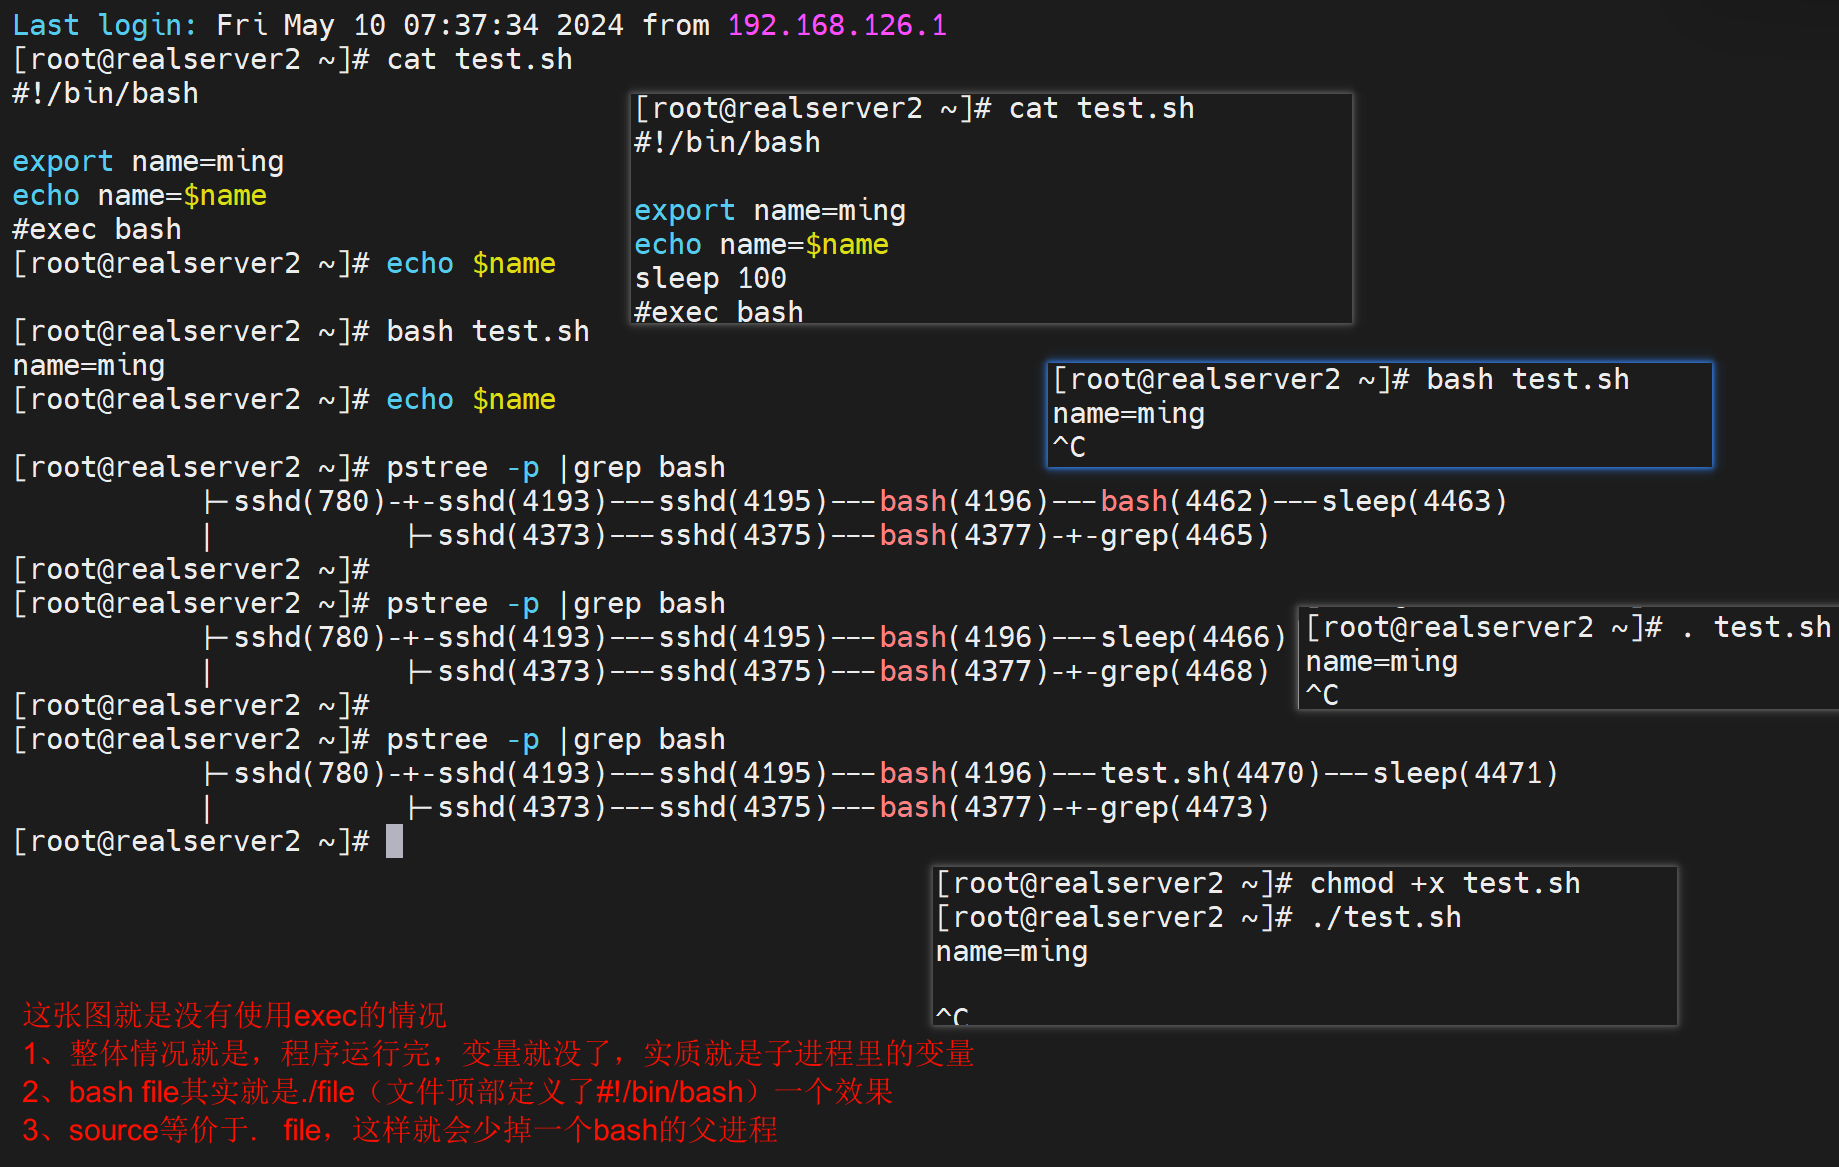 Last login: Fri May 10 07:37:34 2024 from 192.168.126.1
[root@realserver2 ~]# cat test.sh
#!/bin/bash

export name=ming
echo name=$name
#exec bash
[root@realserver2 ~]# echo $name

[root@realserver2 ~]# bash test.sh
name=ming
[root@realserver2 ~]# echo $name

[root@realserver2 ~]# cat test.sh
#!/bin/bash

export name=ming
echo name=$name
sleep 100
#exec bash

[root@realserver2 ~]# bash test.sh
name=ming
^C

[root@realserver2 ~]# pstree -p |grep bash
           |-sshd(780)-+-sshd(4193)---sshd(4195)---bash(4196)---bash(4462)---sleep(4463)
           |           |-sshd(4373)---sshd(4375)---bash(4377)-+-grep(4465)
[root@realserver2 ~]#
[root@realserver2 ~]# pstree -p |grep bash
           |-sshd(780)-+-sshd(4193)---sshd(4195)---bash(4196)---sleep(4466)
           |           |-sshd(4373)---sshd(4375)---bash(4377)-+-grep(4468)
[root@realserver2 ~]# . test.sh
name=ming
^C
[root@realserver2 ~]#
[root@realserver2 ~]# pstree -p |grep bash
           |-sshd(780)-+-sshd(4193)---sshd(4195)---bash(4196)---test.sh(4470)---sleep(4471)
           |           |-sshd(4373)---sshd(4375)---bash(4377)-+-grep(4473)
[root@realserver2 ~]#
[root@realserver2 ~]# chmod +x test.sh
[root@realserver2 ~]# ./test.sh
name=ming

^C
这张图就是没有使用exec的情况
1、整体情况就是，程序运行完，变量就没了，实质就是子进程里的变量
2、bash file其实就是./file（文件顶部定义了#!/bin/bash）一个效果
3、source等价于.   file，这样就会少掉一个bash的父进程